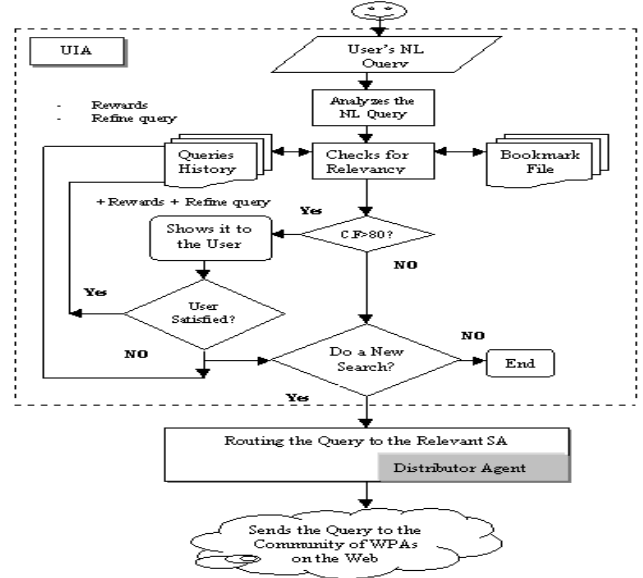 UIA
User's NL
Query
- Rewards
- Refine query
Analyzes the
NL Query
Queries
History
Checks for
Relevancy
Bookmark
File
+ Rewards + Refine query
Yes
Shows it to
the User
CF>80?
NO
Yes
User
Satisfied?
NO
Do a New
Search?
NO
End
Yes
Routing the Query to the Relevant SA
Distributor Agent
Sends the Query to the
Community of WPAs
on the Web